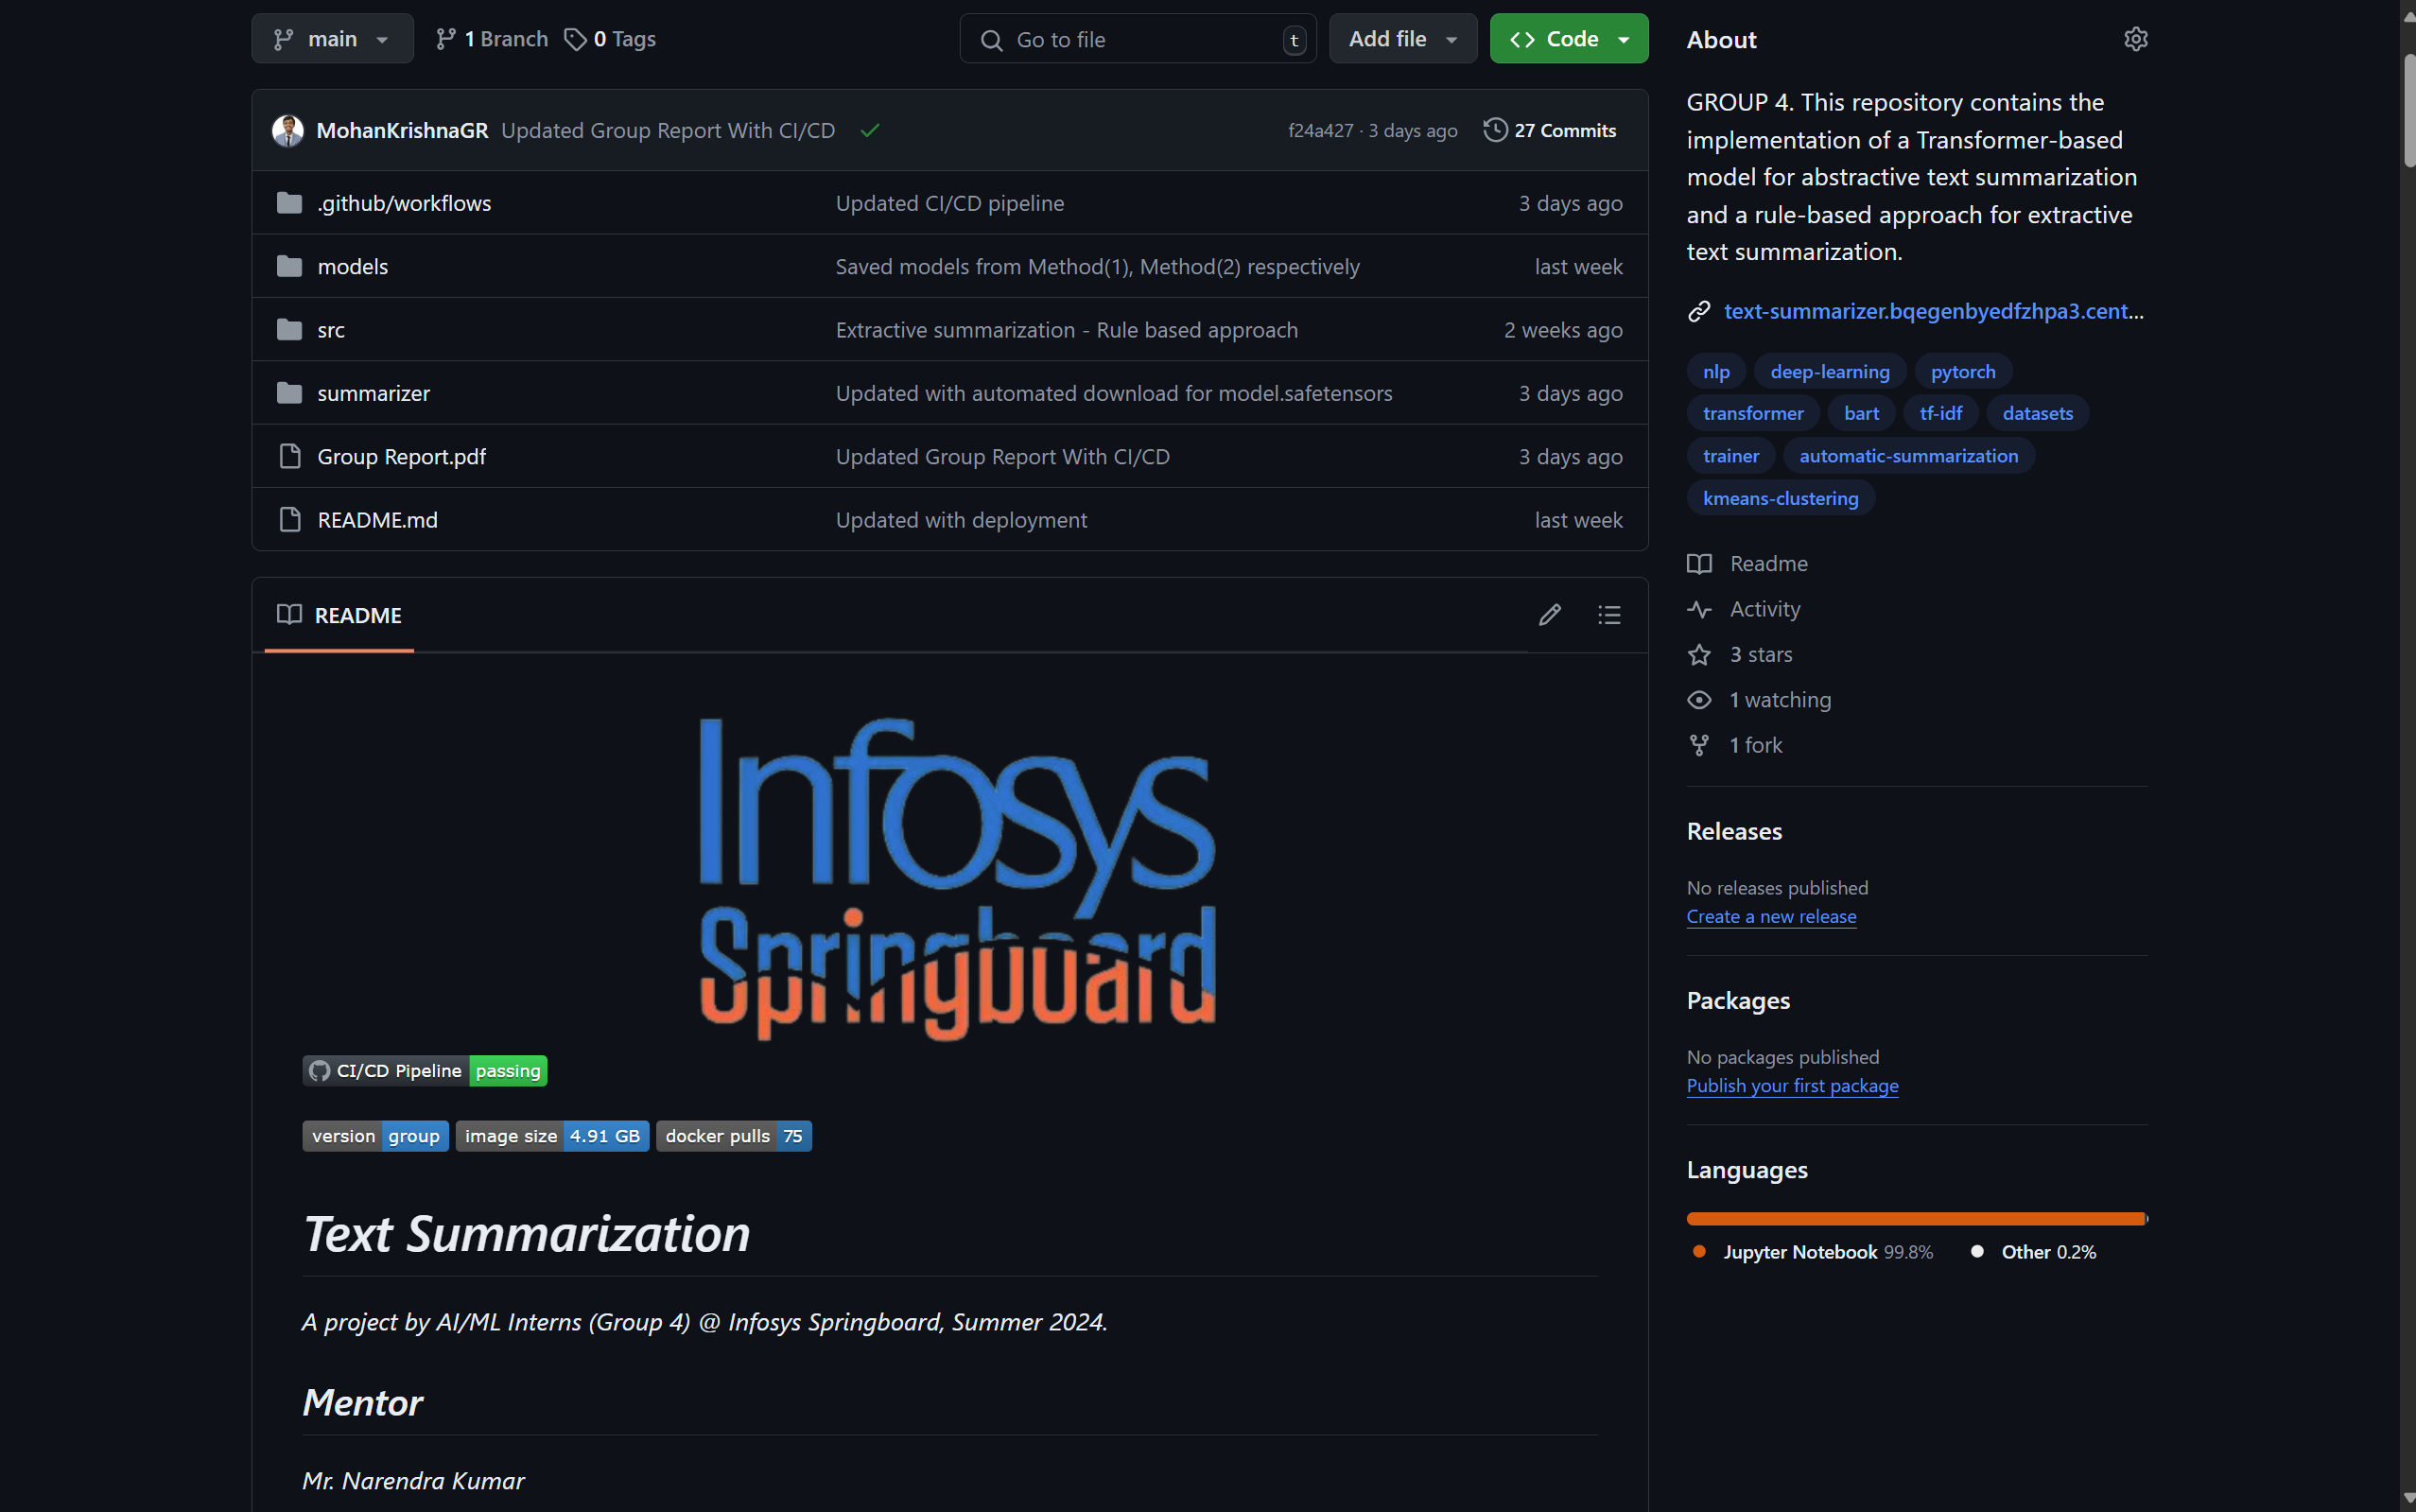 main
1 Branch
0 Tags
Go to file
t
Add file
Code
MohanKrishnaGR Updated Group Report With CI/CD
f24a427 · 3 days ago
27 Commits
.github/workflows Updated CI/CD pipeline 3 days ago
models Saved models from Method(1), Method(2) respectively last week
src Extractive summarization - Rule based approach 2 weeks ago
summarizer Updated with automated download for model.safetensors 3 days ago
Group Report.pdf Updated Group Report With CI/CD 3 days ago
README.md Updated with deployment last week
README
Infosys
Springboard
CI/CD Pipeline passing
version group image size 4.91 GB docker pulls 75
Text Summarization
A project by AI/ML Interns (Group 4) @ Infosys Springboard, Summer 2024.
Mentor
Mr. Narendra Kumar
About
GROUP 4. This repository contains the
implementation of a Transformer-based
model for abstractive text summarization
and a rule-based approach for extractive
text summarization.
text-summarizer.bqegenbyedfzhpa3.cent...
nlp deep-learning pytorch
transformer bart tf-idf datasets
trainer automatic-summarization
kmeans-clustering
Readme
Activity
3 stars
1 watching
1 fork
Releases
No releases published
Create a new release
Packages
No packages published
Publish your first package
Languages
Jupyter Notebook 99.8% Other 0.2%